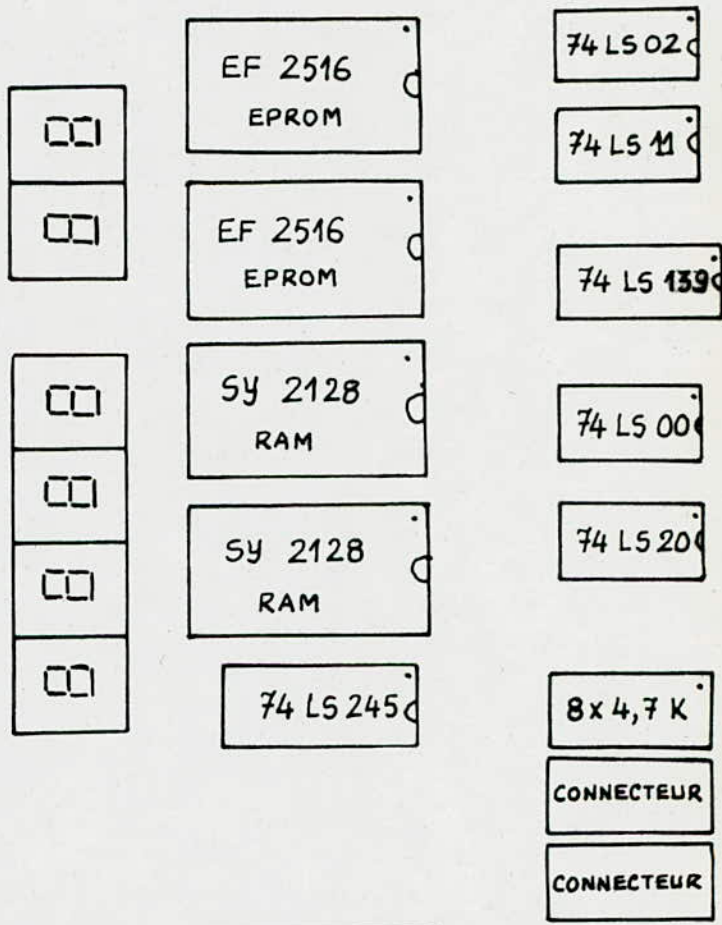 EF 2516
EPROM
EF 2516
EPROM
SY 2128
RAM
SY 2128
RAM
74 LS 245
74 LS 02
74 LS 11
74 LS 139
74 LS 00
74 LS 20
8 x 4,7 K
CONNECTEUR
CONNECTEUR